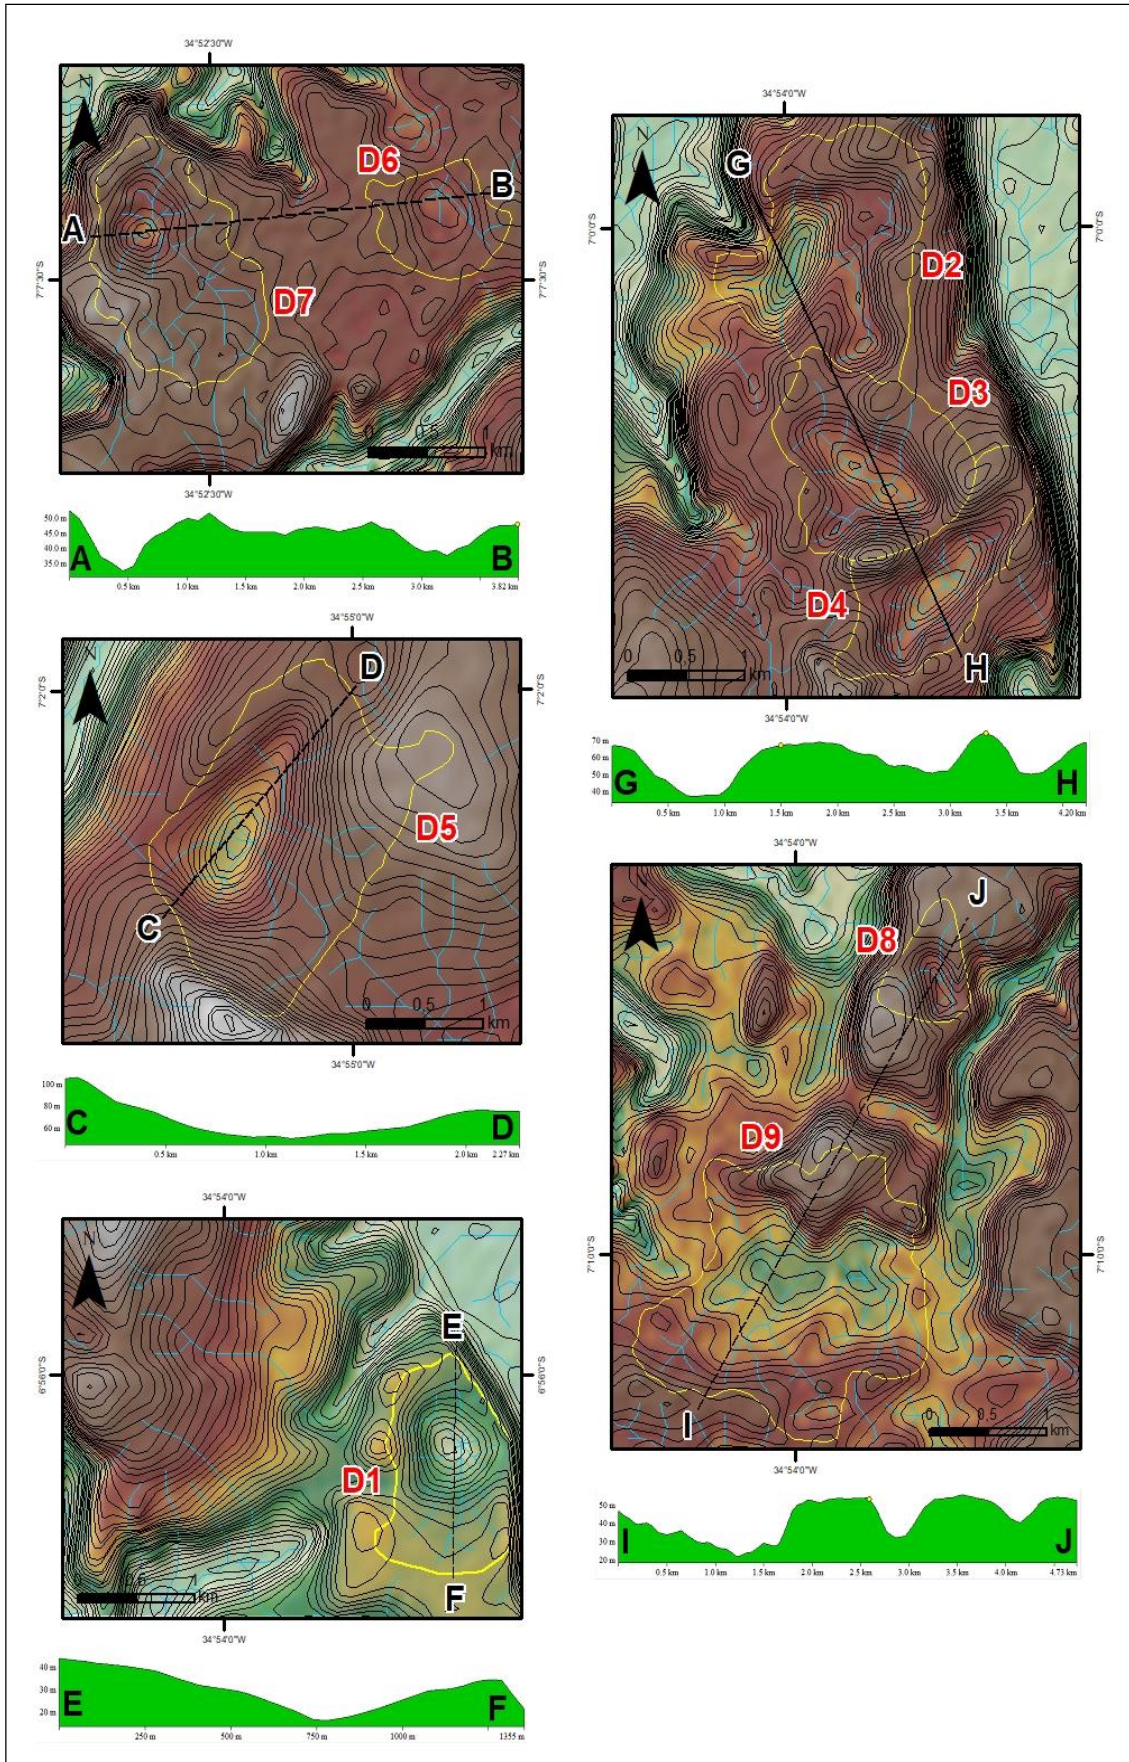 34°52'30"W
N
D6
B
A
D7
7°7'30"S
7°7'30"S
0 0,5 1
km
34°52'30"W
50.0 m
45.0 m
40.0 m
35.0 m
A
B
0.5 km 1.0 km 1.5 km 2.0 km 2.5 km 3.0 km 3.82 km
34°55'0"W
N
D
7°2'0"S
7°2'0"S
D5
C
0 0,5 1
km
34°55'0"W
100 m
80 m
60 m
C
D
0.5 km 1.0 km 1.5 km 2.0 km 2.27 km
34°54'0"W
N
E
6°56'0"S
6°56'0"S
D1
0 0,5 1
km
F
34°54'0"W
40 m
30 m
20 m
E
F
250 m 500 m 750 m 1000 m 1355 m
34°54'0"W
N
G
7°0'0"S
7°0'0"S
D2
D3
D4
0 0,5 1
km
H
34°54'0"W
70 m
60 m
50 m
40 m
G
H
0.5 km 1.0 km 1.5 km 2.0 km 2.5 km 3.0 km 3.5 km 4.20 km
34°54'0"W
N
J
D8
D9
7°10'0"S
7°10'0"S
I
0 0,5 1
km
34°54'0"W
50 m
40 m
30 m
20 m
I
J
0.5 km 1.0 km 1.5 km 2.0 km 2.5 km 3.0 km 3.5 km 4.0 km 4.73 km